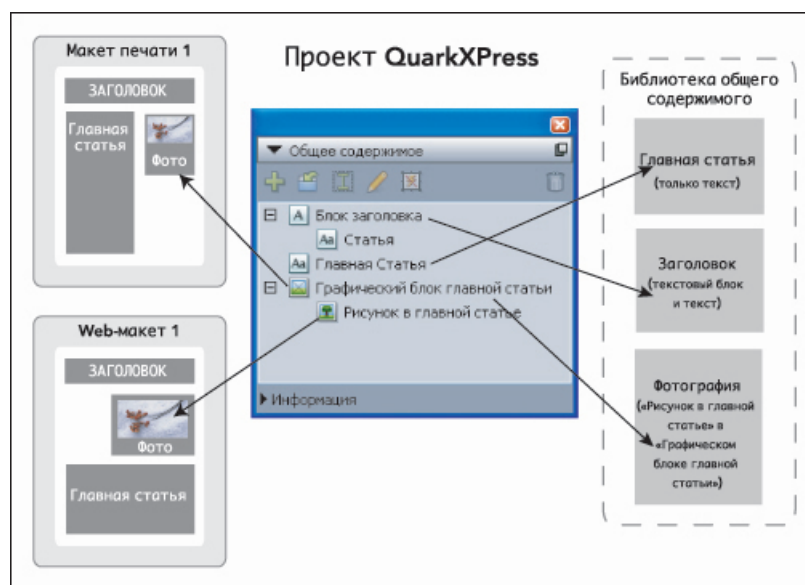 Проект QuarkXPress
Макет печати 1
ЗАГОЛОВОК
Главная
статья
Фото
Web-макет 1
ЗАГОЛОВОК
Фото
Главная статья
Общее содержимое
A Блок заголовка
Aa Статья
Aa Главная Статья
Графический блок главной статьи
Рисунок в главной статье
Информация
Библиотека общего
содержимого
Главная статья
(только текст)
Заголовок
(текстовый блок
и текст)
Фотография
(«Рисунок в главной
статье» в
«Графическом
блоке главной
статьи»)